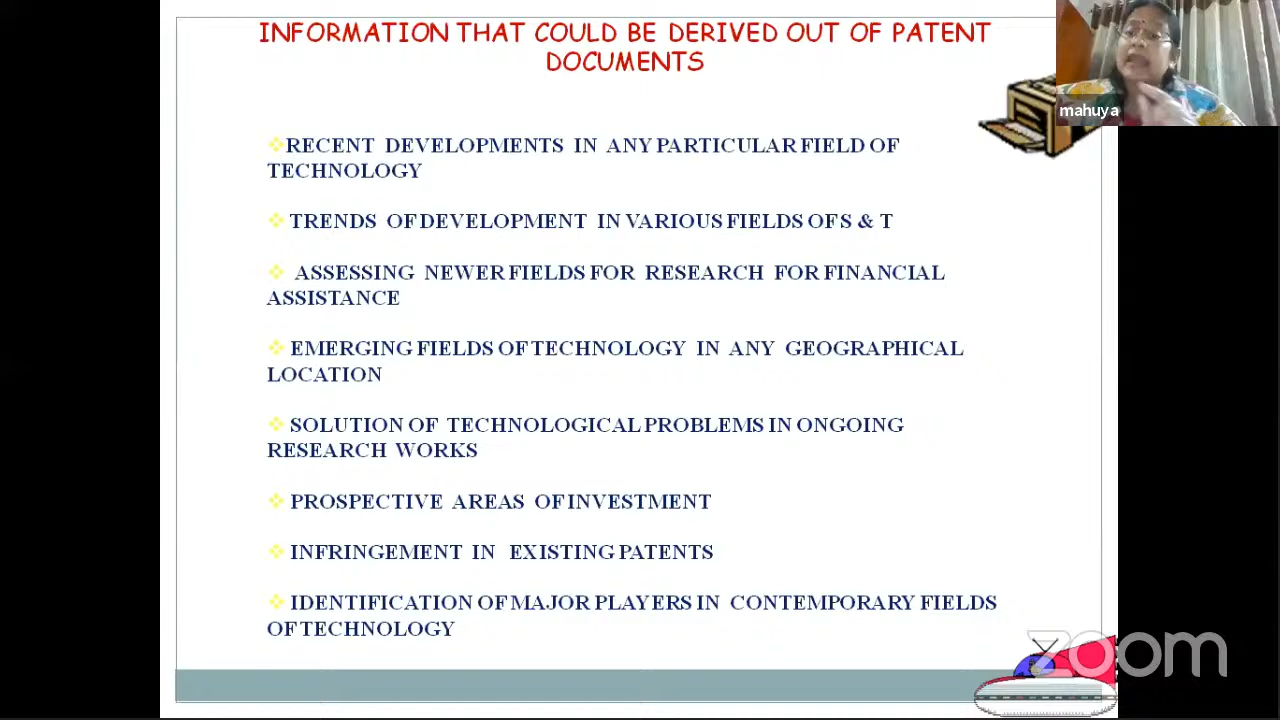 INFORMATION THAT COULD BE DERIVED OUT OF PATENT
DOCUMENTS
mahuya
RECENT DEVELOPMENTS IN ANY PARTICULAR FIELD OF
TECHNOLOGY
TRENDS OF DEVELOPMENT IN VARIOUS FIELDS OF S & T
ASSESSING NEWER FIELDS FOR RESEARCH FOR FINANCIAL
ASSISTANCE
EMERGING FIELDS OF TECHNOLOGY IN ANY GEOGRAPHICAL
LOCATION
SOLUTION OF TECHNOLOGICAL PROBLEMS IN ONGOING
RESEARCH WORKS
PROSPECTIVE AREAS OF INVESTMENT
INFRINGEMENT IN EXISTING PATENTS
IDENTIFICATION OF MAJOR PLAYERS IN CONTEMPORARY FIELDS
OF TECHNOLOGY
zoom